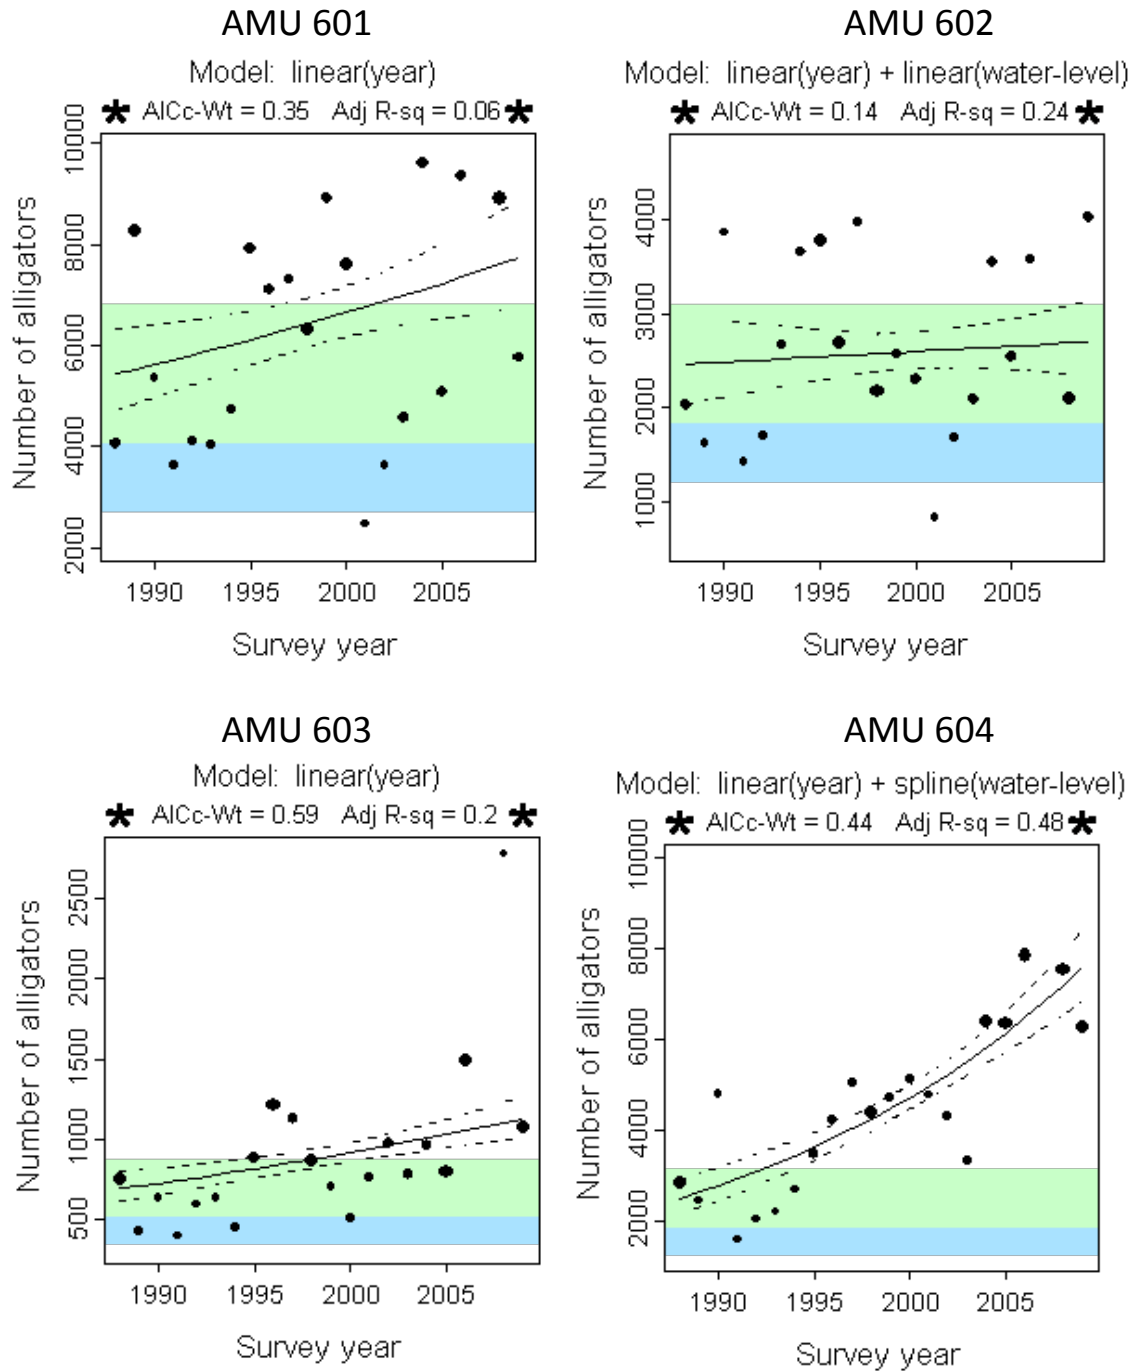 AMU 601
Model: linear(year)
* AICc-Wt = 0.35 Adj R-sq = 0.06 *
Number of alligators
10000
8000
6000
4000
2000
1990 1995 2000 2005
Survey year
AMU 602
Model: linear(year) + linear(water-level)
* AICc-Wt = 0.14 Adj R-sq = 0.24 *
Number of alligators
4000
3000
2000
1000
1990 1995 2000 2005
Survey year
AMU 603
Model: linear(year)
* AICc-Wt = 0.59 Adj R-sq = 0.2 *
Number of alligators
2500
2000
1500
1000
500
1990 1995 2000 2005
Survey year
AMU 604
Model: linear(year) + spline(water-level)
* AICc-Wt = 0.44 Adj R-sq = 0.48 *
Number of alligators
10000
8000
6000
4000
2000
1990 1995 2000 2005
Survey year